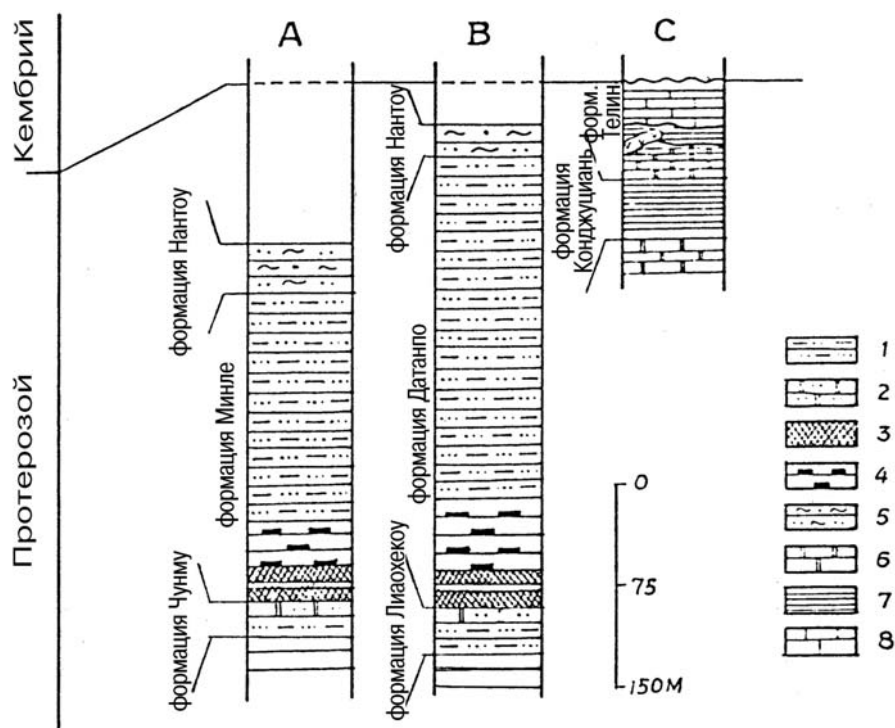 A
B
C
Кембрий
Протерозой
формация Нантоу
формация Минле
формация Чунму
формация Нантоу
формация Датанпо
формация Лиаохекоу
форм.
Телин
формация
Конджуциань
0
75
150 М
1
2
3
4
5
6
7
8